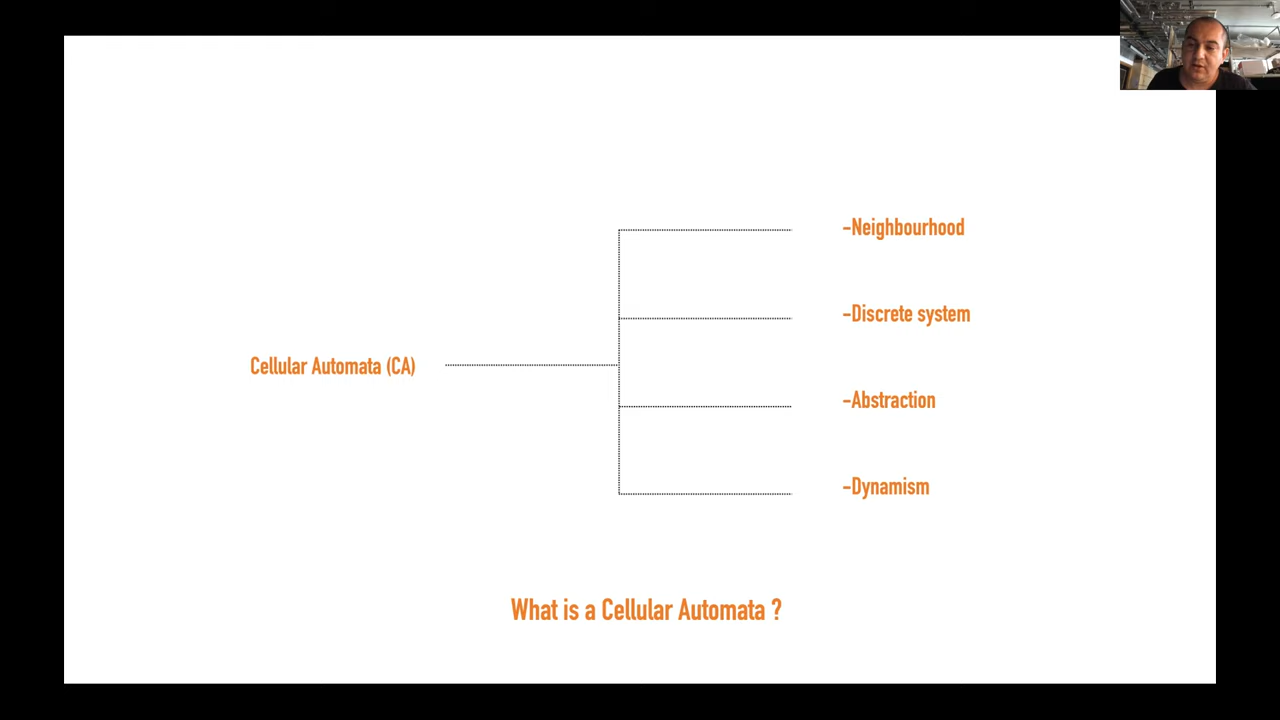 -Neighbourhood
-Discrete system
Cellular Automata (CA)
-Abstraction
-Dynamism
What is a Cellular Automata ?